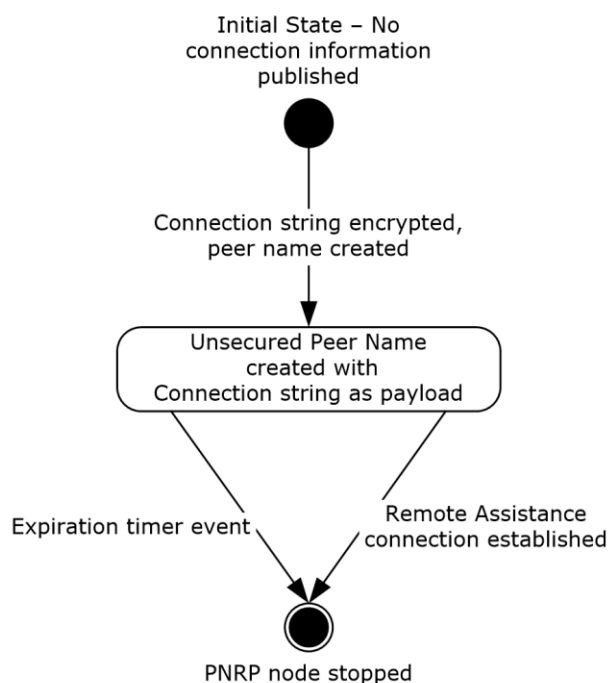 Initial State – No
connection information
published
Connection string encrypted,
peer name created
Unsecured Peer Name
created with
Connection string as payload
Expiration timer event
Remote Assistance
connection established
PNRP node stopped